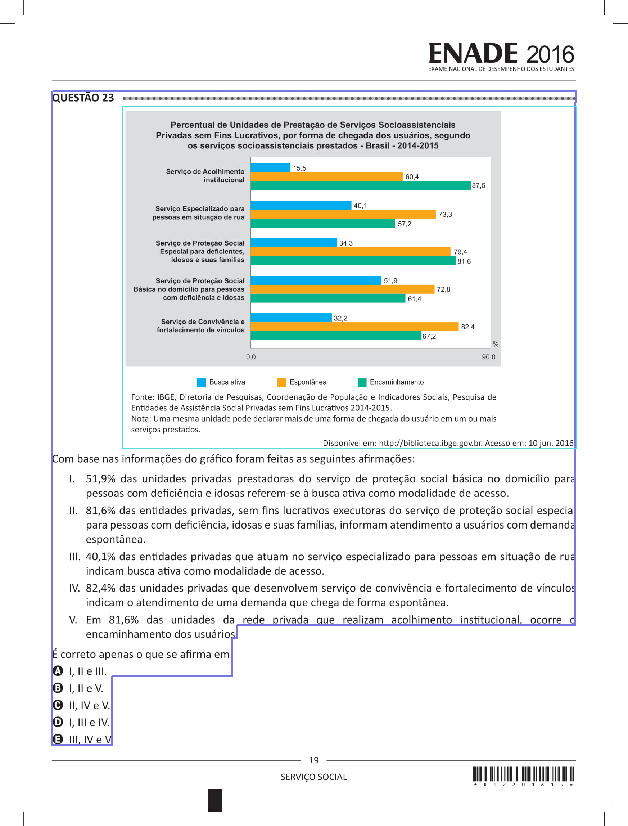 ENADE 2016
EXAME NACIONAL DE DESEMPENHO DOS ESTUDANTES
QUESTÃO 23
Percentual de Unidades de Prestação de Serviços Socioassistenciais
Privadas sem Fins Lucrativos, por forma de chegada dos usuários, segundo
os serviços socioassistenciais prestados - Brasil - 2014-2015
Serviço de Acolhimento
institucional
15,5
60,4
87,6
Serviço Especializado para
pessoas em situação de rua
40,1
73,3
57,2
Serviço de Proteção Social
Especial para deficientes,
idosos e suas famílias
34,3
79,4
81,6
Serviço de Proteção Social
Básica no domicílio para pessoas
com deficiência e idosas
51,9
72,8
61,4
Serviço de Convivência e
fortalecimento de vínculos
32,2
82,4
67,2
%
0,0 90,0
Busca ativa Espontânea Encaminhamento
Fonte: IBGE, Diretoria de Pesquisas, Coordenação de População e Indicadores Sociais, Pesquisa de
Entidades de Assistência Social Privadas sem Fins Lucrativos 2014-2015.
Nota: Uma mesma unidade pode declarar mais de uma forma de chegada do usuário em um ou mais
serviços prestados.
Disponível em: http://biblioteca.ibge.gov.br. Acesso em: 10 jun. 2016
Com base nas informações do gráfico foram feitas as seguintes afirmações:
I. 51,9% das unidades privadas prestadoras do serviço de proteção social básica no domicílio para
pessoas com deficiência e idosas referem-se à busca ativa como modalidade de acesso.
II. 81,6% das entidades privadas, sem fins lucrativos executoras do serviço de proteção social especial
para pessoas com deficiência, idosas e suas famílias, informam atendimento a usuários com demanda
espontânea.
III. 40,1% das entidades privadas que atuam no serviço especializado para pessoas em situação de rua
indicam busca ativa como modalidade de acesso.
IV. 82,4% das unidades privadas que desenvolvem serviço de convivência e fortalecimento de vínculos
indicam o atendimento de uma demanda que chega de forma espontânea.
V. Em 81,6% das unidades da rede privada que realizam acolhimento institucional, ocorre o
encaminhamento dos usuários.
É correto apenas o que se afirma em
A I, II e III.
B I, II e V.
C II, IV e V.
D I, III e IV.
E III, IV e V.
19
SERVIÇO SOCIAL